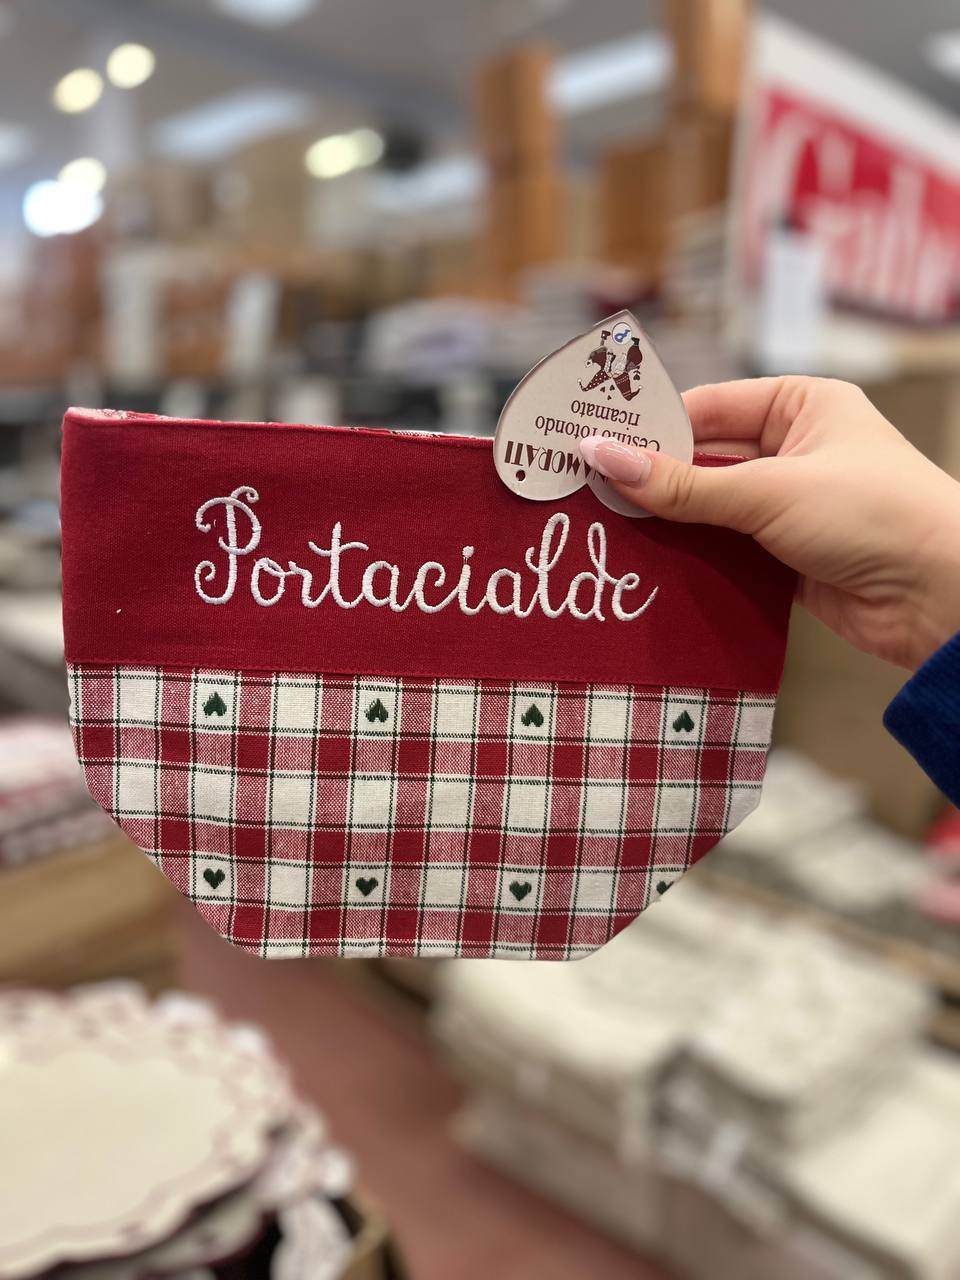 Portacialde
Cestino rotondo
ricamato